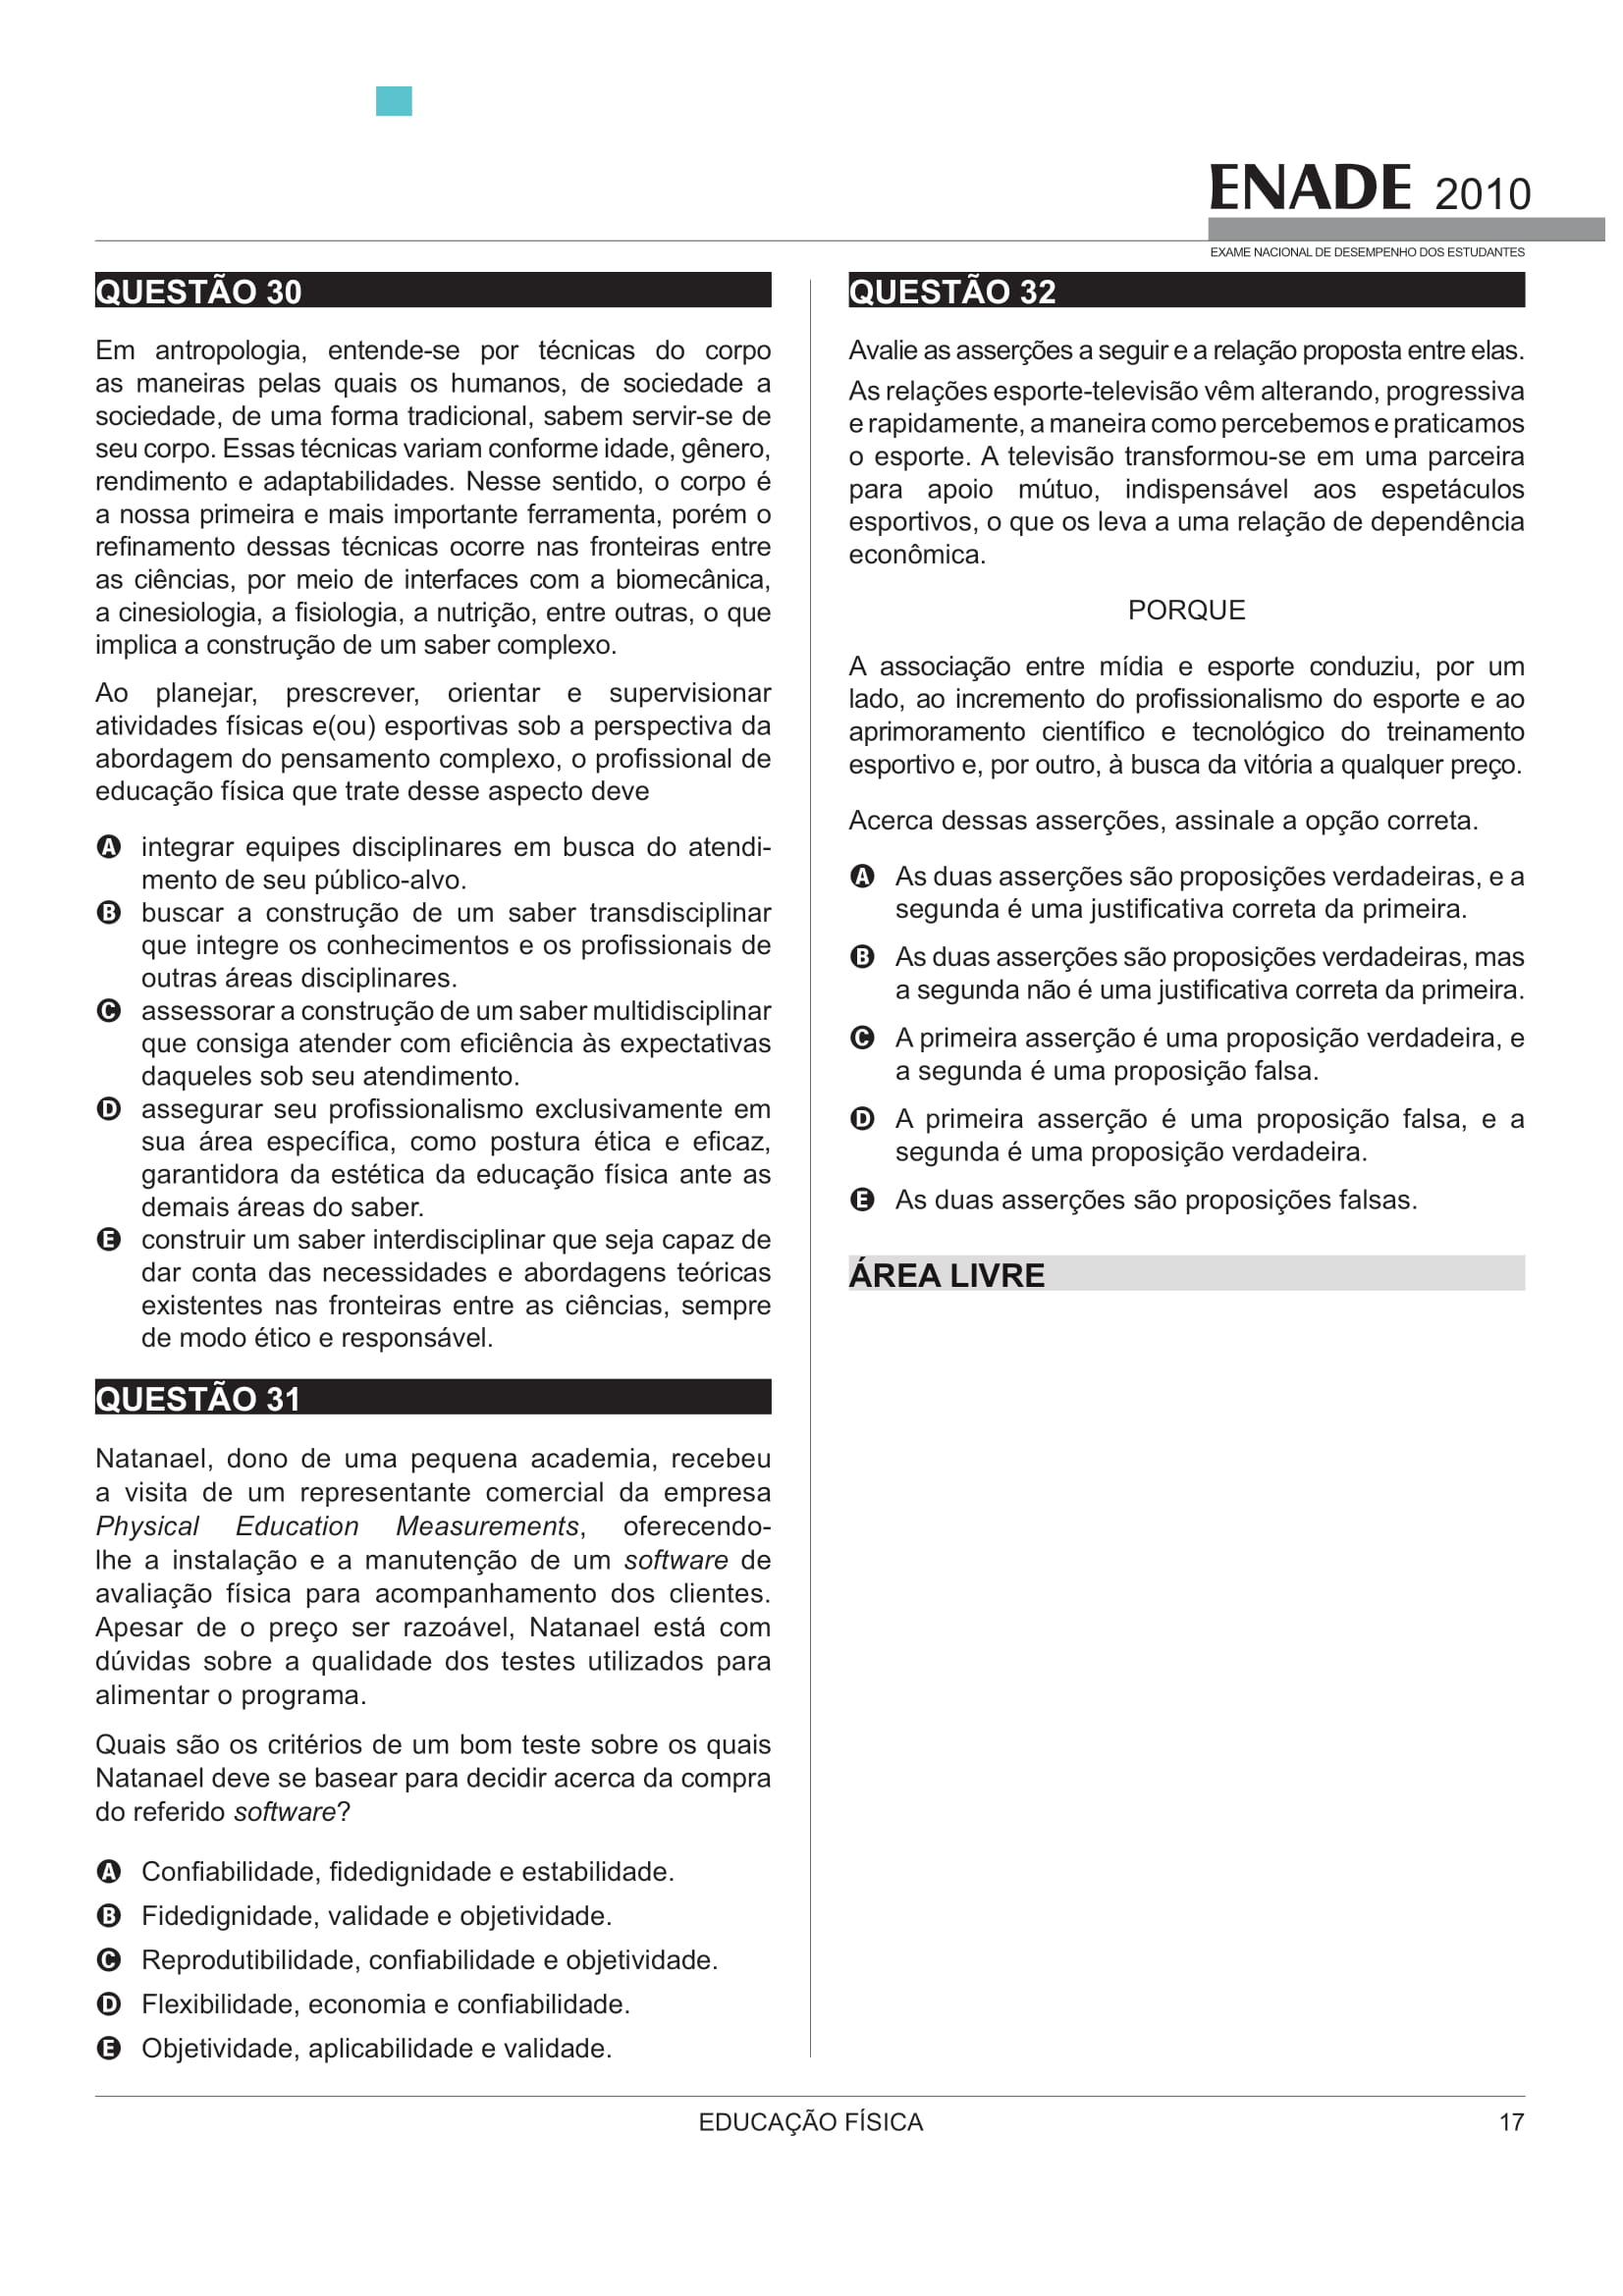 ENADE 2010
EXAME NACIONAL DE DESEMPENHO DOS ESTUDANTES
QUESTÃO 30
Em antropologia, entende-se por técnicas do corpo
as maneiras pelas quais os humanos, de sociedade a
sociedade, de uma forma tradicional, sabem servir-se de
seu corpo. Essas técnicas variam conforme idade, gênero,
rendimento e adaptabilidades. Nesse sentido, o corpo é
a nossa primeira e mais importante ferramenta, porém o
refinamento dessas técnicas ocorre nas fronteiras entre
as ciências, por meio de interfaces com a biomecânica,
a cinesiologia, a fisiologia, a nutrição, entre outras, o que
implica a construção de um saber complexo.
Ao planejar, prescrever, orientar e supervisionar
atividades físicas e(ou) esportivas sob a perspectiva da
abordagem do pensamento complexo, o profissional de
educação física que trate desse aspecto deve
A integrar equipes disciplinares em busca do atendi-
mento de seu público-alvo.
B buscar a construção de um saber transdisciplinar
que integre os conhecimentos e os profissionais de
outras áreas disciplinares.
C assessorar a construção de um saber multidisciplinar
que consiga atender com eficiência às expectativas
daqueles sob seu atendimento.
D assegurar seu profissionalismo exclusivamente em
sua área específica, como postura ética e eficaz,
garantidora da estética da educação física ante as
demais áreas do saber.
E construir um saber interdisciplinar que seja capaz de
dar conta das necessidades e abordagens teóricas
existentes nas fronteiras entre as ciências, sempre
de modo ético e responsável.
QUESTÃO 31
Natanael, dono de uma pequena academia, recebeu
a visita de um representante comercial da empresa
Physical Education Measurements, oferecendo-
lhe a instalação e a manutenção de um software de
avaliação física para acompanhamento dos clientes.
Apesar de o preço ser razoável, Natanael está com
dúvidas sobre a qualidade dos testes utilizados para
alimentar o programa.
Quais são os critérios de um bom teste sobre os quais
Natanael deve se basear para decidir acerca da compra
do referido software?
A Confiabilidade, fidedignidade e estabilidade.
B Fidedignidade, validade e objetividade.
C Reprodutibilidade, confiabilidade e objetividade.
D Flexibilidade, economia e confiabilidade.
E Objetividade, aplicabilidade e validade.
QUESTÃO 32
Avalie as asserções a seguir e a relação proposta entre elas.
As relações esporte-televisão vêm alterando, progressiva
e rapidamente, a maneira como percebemos e praticamos
o esporte. A televisão transformou-se em uma parceira
para apoio mútuo, indispensável aos espetáculos
esportivos, o que os leva a uma relação de dependência
econômica.
PORQUE
A associação entre mídia e esporte conduziu, por um
lado, ao incremento do profissionalismo do esporte e ao
aprimoramento científico e tecnológico do treinamento
esportivo e, por outro, à busca da vitória a qualquer preço.
Acerca dessas asserções, assinale a opção correta.
A As duas asserções são proposições verdadeiras, e a
segunda é uma justificativa correta da primeira.
B As duas asserções são proposições verdadeiras, mas
a segunda não é uma justificativa correta da primeira.
C A primeira asserção é uma proposição verdadeira, e
a segunda é uma proposição falsa.
D A primeira asserção é uma proposição falsa, e a
segunda é uma proposição verdadeira.
E As duas asserções são proposições falsas.
ÁREA LIVRE
EDUCAÇÃO FÍSICA
17